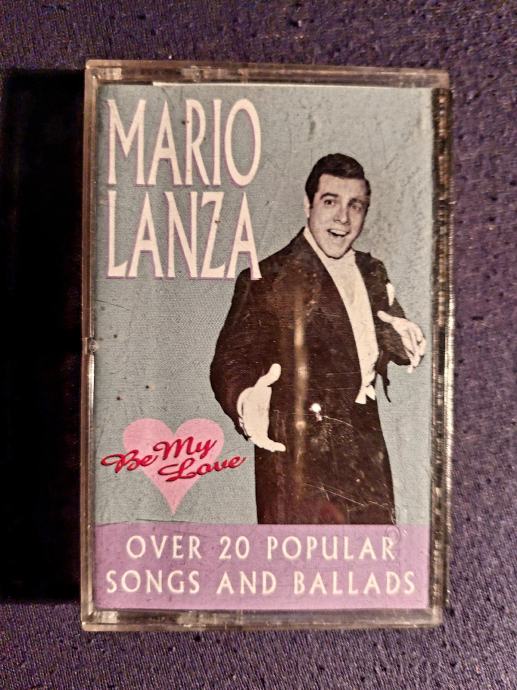 MARIO
LANZA
Be My
Love
OVER 20 POPULAR
SONGS AND BALLADS